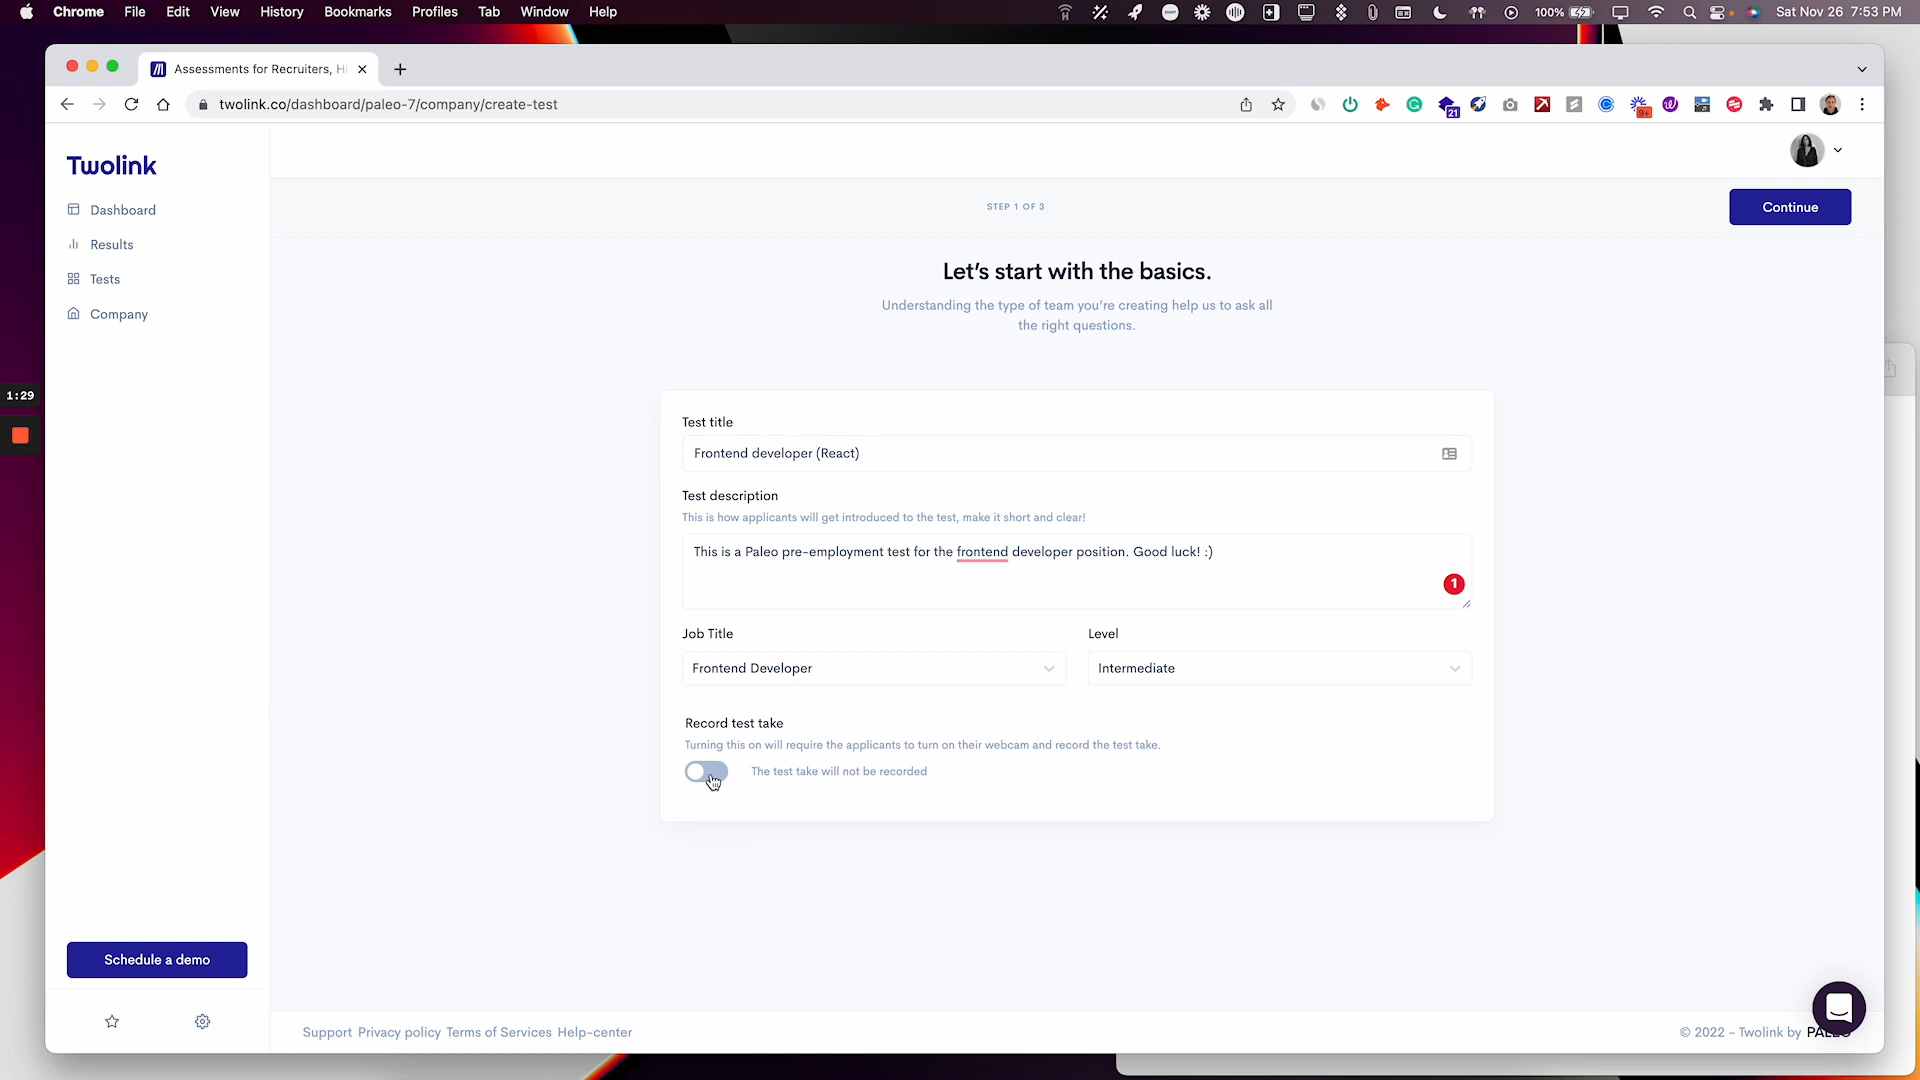 Chrome File Edit View History Bookmarks Profiles Tab Window Help
100% Sat Nov 26 7:53 PM
Assessments for Recruiters, Hi
twolink.co/dashboard/paleo-7/company/create-test
21
9+
Twolink
Dashboard
Results
Tests
Company
STEP 1 OF 3
Continue
Let's start with the basics.
Understanding the type of team you're creating help us to ask all
the right questions.
1:29
Test title
Frontend developer (React)
Test description
This is how applicants will get introduced to the test, make it short and clear!
This is a Paleo pre-employment test for the frontend developer position. Good luck! :)
1
Job Title
Level
Frontend Developer
Intermediate
Record test take
Turning this on will require the applicants to turn on their webcam and record the test take.
The test take will not be recorded
Schedule a demo
Support Privacy policy Terms of Services Help-center
© 2022 - Twolink by PALEO